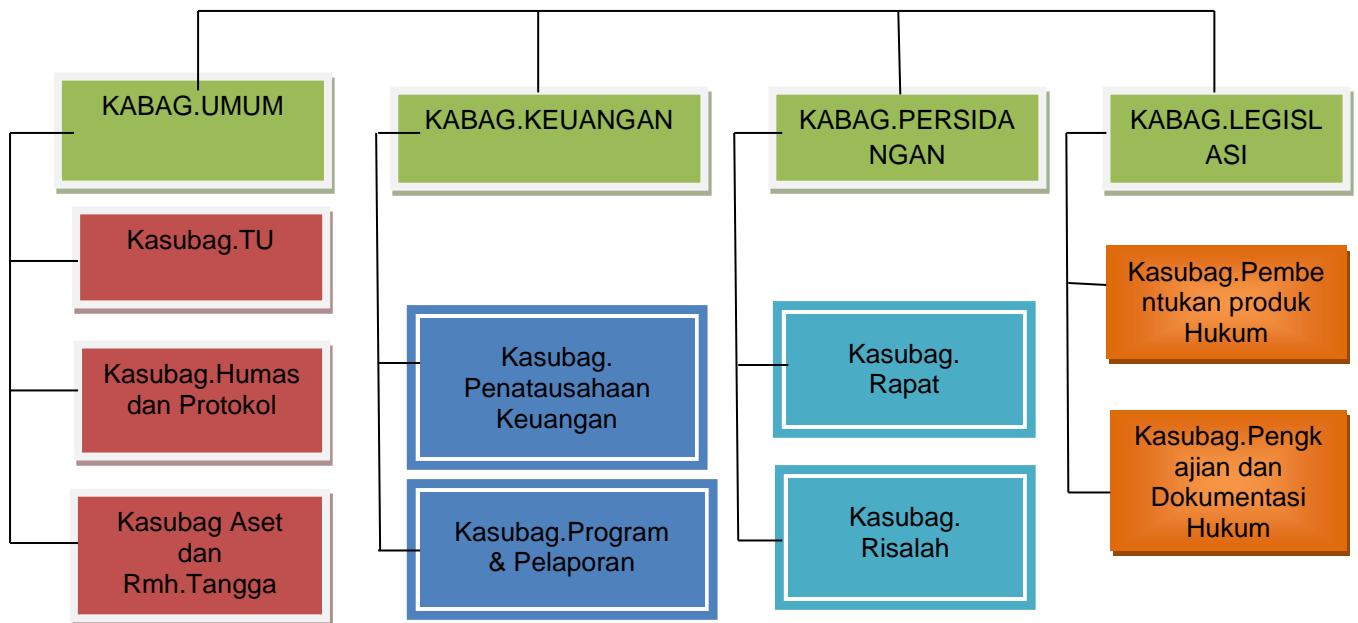 KABAG.UMUM
KABAG.KEUANGAN
KABAG.PERSIDA
NGAN
KABAG.LEGISL
ASI
Kasubag.TU
Kasubag.Humas
dan Protokol
Kasubag Aset
dan
Rmh.Tangga
Kasubag.
Penatausahaan
Keuangan
Kasubag.Program
& Pelaporan
Kasubag.
Rapat
Kasubag.
Risalah
Kasubag.Pembe
ntukan produk
Hukum
Kasubag.Pengk
ajian dan
Dokumentasi
Hukum